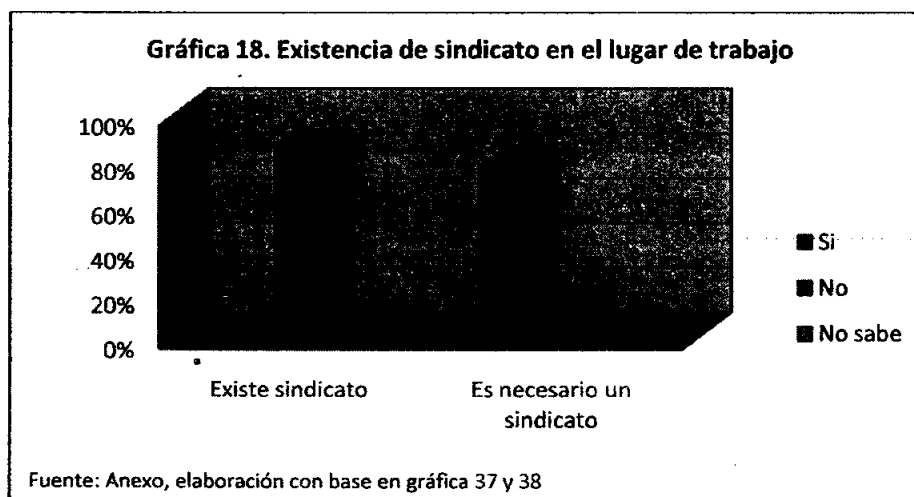 Gráfica 18. Existencia de sindicato en el lugar de trabajo
100%
80%
60%
40%
20%
0%
Existe sindicato
Es necesario un
sindicato
Si
No
No sabe
Fuente: Anexo, elaboración con base en gráfica 37 y 38